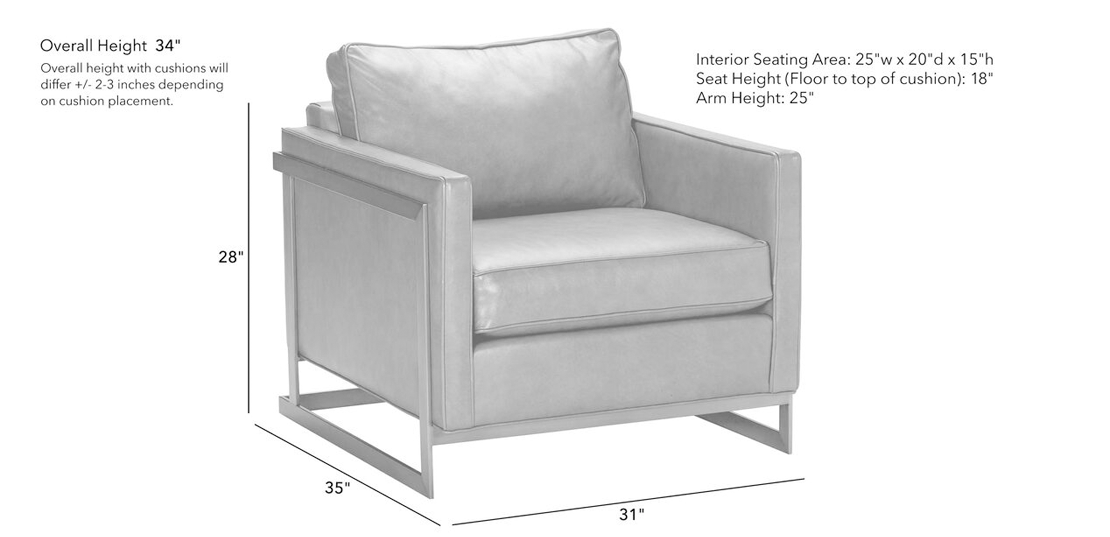 Overall Height 34"
Overall height with cushions will
differ +/- 2-3 inches depending
on cushion placement.
Interior Seating Area: 25"w x 20"d x 15"h
Seat Height (Floor to top of cushion): 18"
Arm Height: 25"
28"
35"
31"